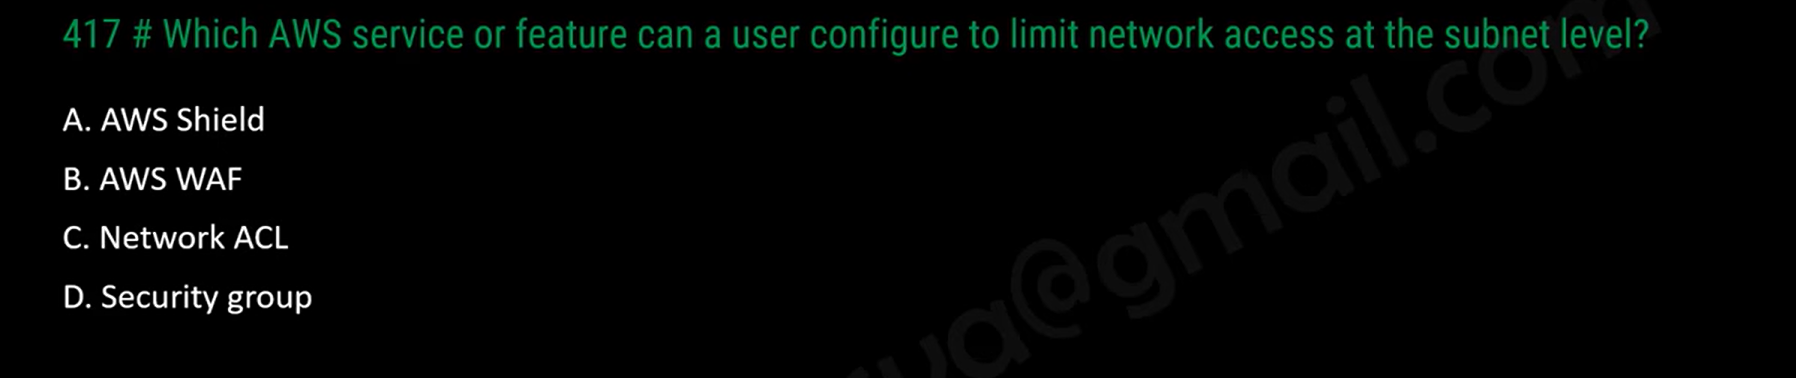 417 # Which AWS service or feature can a user configure to limit network access at the subnet level?
A. AWS Shield
B. AWS WAF
C. Network ACL
D. Security group